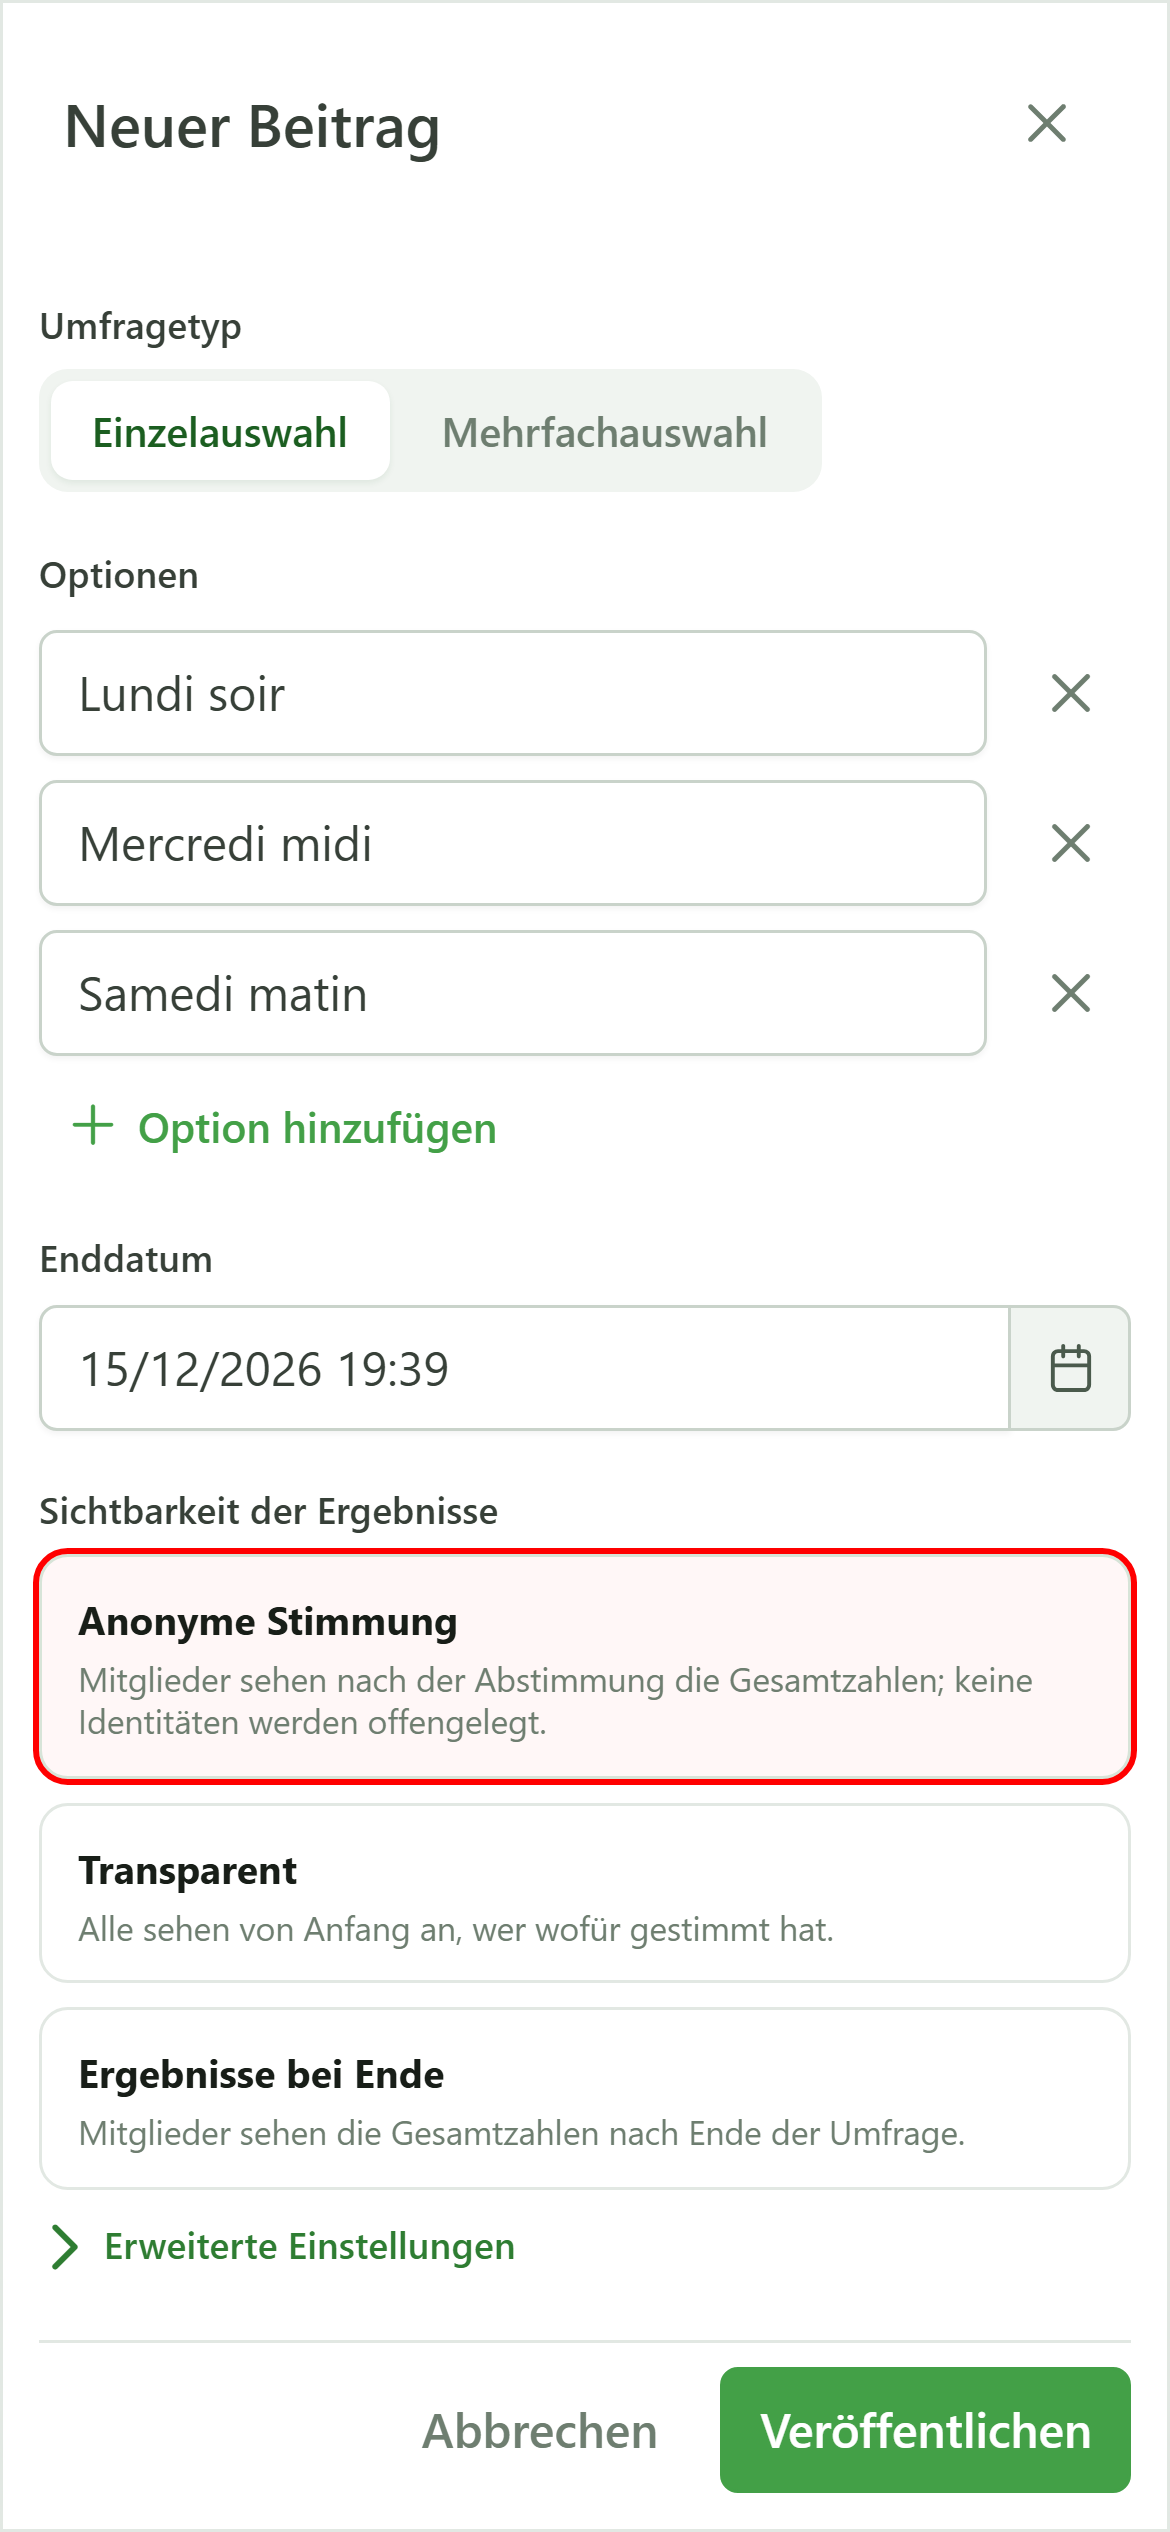 Neuer Beitrag
Umfragetyp
Einzelauswahl Mehrfachauswahl
Optionen
Lundi soir
Mercredi midi
Samedi matin
Option hinzufügen
Enddatum
15/12/2026 19:39
Sichtbarkeit der Ergebnisse
Anonyme Stimmung
Mitglieder sehen nach der Abstimmung die Gesamtzahlen; keine
Identitäten werden offengelegt.
Transparent
Alle sehen von Anfang an, wer wofür gestimmt hat.
Ergebnisse bei Ende
Mitglieder sehen die Gesamtzahlen nach Ende der Umfrage.
Erweiterte Einstellungen
Abbrechen Veröffentlichen